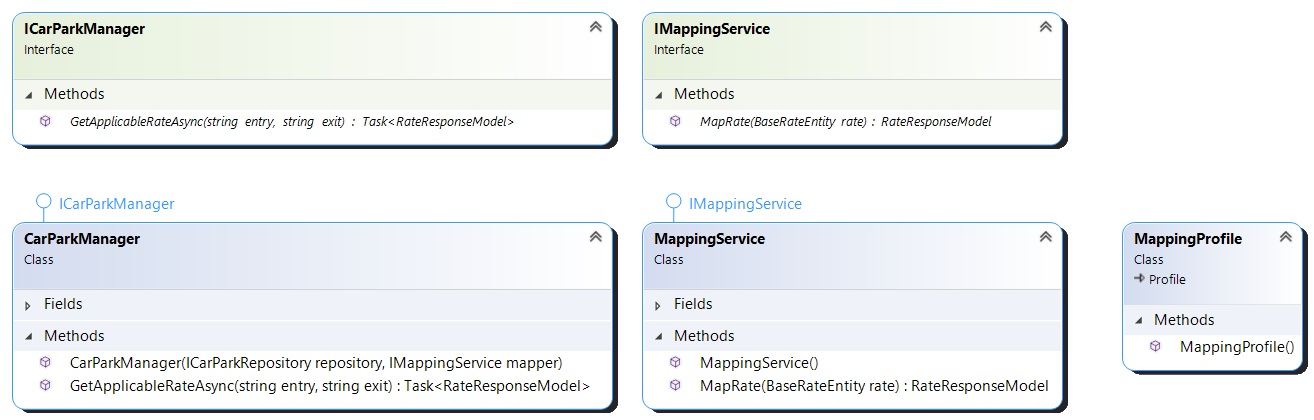 ICarParkManager
Interface
Methods
GetApplicableRateAsync(string entry, string exit) : Task<RateResponseModel>
IMappingService
Interface
Methods
MapRate(BaseRateEntity rate) : RateResponseModel
ICarParkManager
CarParkManager
Class
Fields
Methods
CarParkManager(ICarParkRepository repository, IMappingService mapper)
GetApplicableRateAsync(string entry, string exit) : Task<RateResponseModel>
IMappingService
MappingService
Class
Fields
Methods
MappingService()
MapRate(BaseRateEntity rate) : RateResponseModel
MappingProfile
Class
Profile
Methods
MappingProfile()